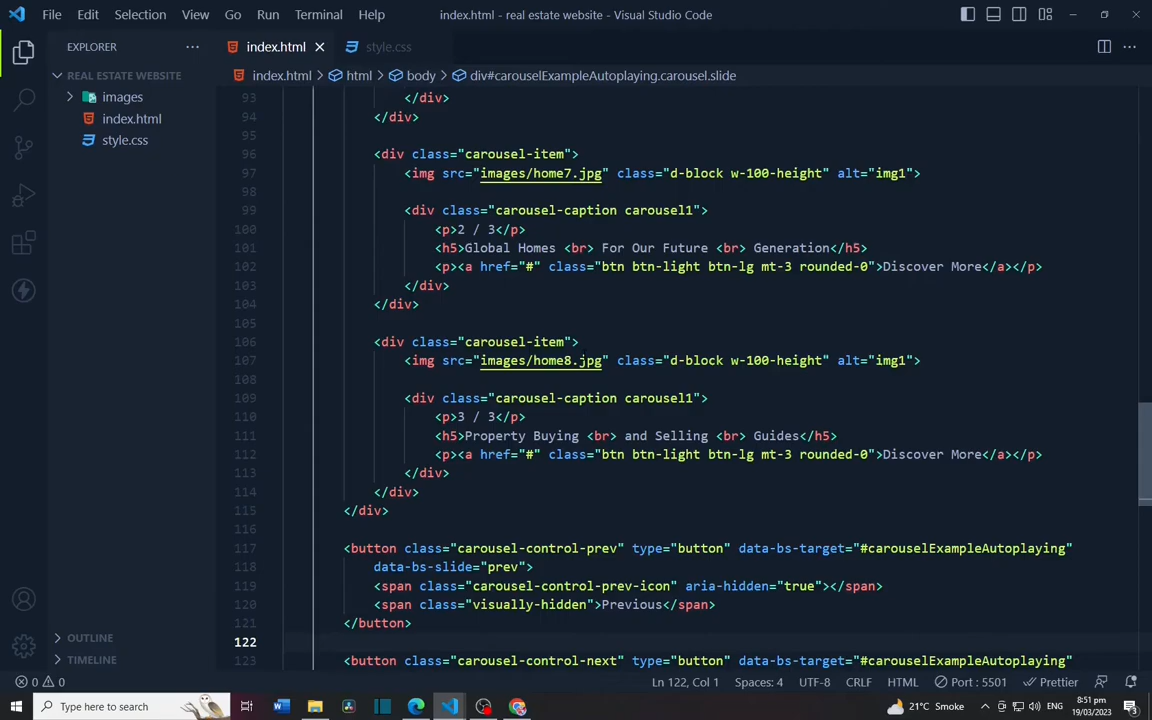 File Edit Selection View Go Run Terminal Help index.html - real estate website - Visual Studio Code
EXPLORER ... index.html style.css ...
REAL ESTATE WEBSITE
index.html > html > body > div#carouselExampleAutoplaying.carousel.slide
images
index.html
style.css
93 </div>
94 </div>
95
96 <div class="carousel-item">
97 <img src="images/home7.jpg" class="d-block w-100-height" alt="img1">
98
99 <div class="carousel-caption carousel1">
100 <p>2 / 3</p>
101 <h5>Global Homes <br> For Our Future <br> Generation</h5>
102 <p><a href="#" class="btn btn-light btn-lg mt-3 rounded-0">Discover More</a></p>
103 </div>
104 </div>
105
106 <div class="carousel-item">
107 <img src="images/home8.jpg" class="d-block w-100-height" alt="img1">
108
109 <div class="carousel-caption carousel1">
110 <p>3 / 3</p>
111 <h5>Property Buying <br> and Selling <br> Guides</h5>
112 <p><a href="#" class="btn btn-light btn-lg mt-3 rounded-0">Discover More</a></p>
113 </div>
114 </div>
115 </div>
116
117 <button class="carousel-control-prev" type="button" data-bs-target="#carouselExampleAutoplaying"
118 data-bs-slide="prev">
119 <span class="carousel-control-prev-icon" aria-hidden="true"></span>
120 <span class="visually-hidden">Previous</span>
121 </button>
122
123 <button class="carousel-control-next" type="button" data-bs-target="#carouselExampleAutoplaying"
OUTLINE
TIMELINE
0 0 Ln 122, Col 1 Spaces: 4 UTF-8 CRLF HTML Port : 5501 Prettier
Type here to search 21°C Smoke ENG 8:51 pm
19/03/2023 3